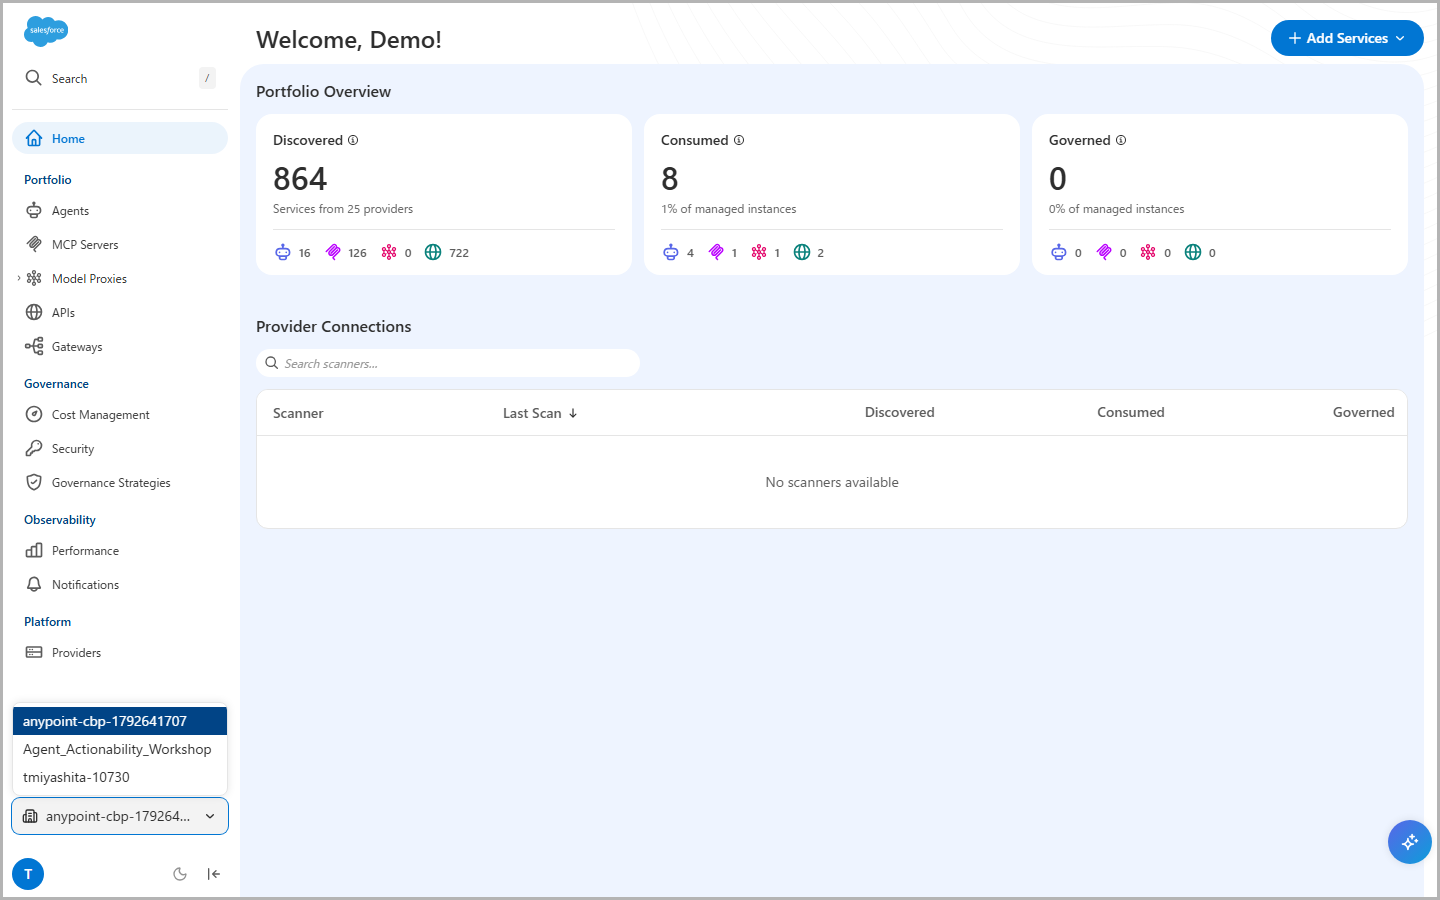 salesforce
Search /
Home
Portfolio
Agents
MCP Servers
Model Proxies
APIs
Gateways
Governance
Cost Management
Security
Governance Strategies
Observability
Performance
Notifications
Platform
Providers
anypoint-cbp-1792641707
Agent_Actionability_Workshop
tmiyashita-10730
anypoint-cbp-179264...
T
Welcome, Demo!
Add Services
Portfolio Overview
Discovered
864
Services from 25 providers
16 126 0 722
Consumed
8
1% of managed instances
4 1 1 2
Governed
0
0% of managed instances
0 0 0 0
Provider Connections
Search scanners...
Scanner Last Scan Discovered Consumed Governed
No scanners available